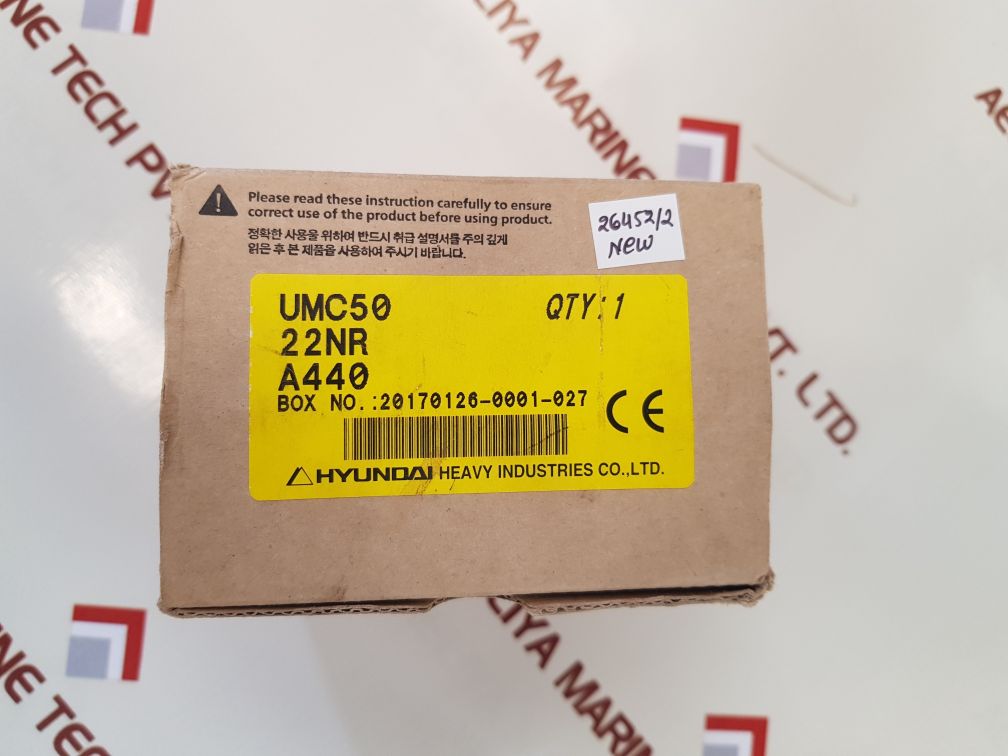 Please read these instruction carefully to ensure
correct use of the product before using product.
정확한 사용을 위하여 반드시 취급 설명서를 주의 깊게
읽은 후 본 제품을 사용하여 주시기 바랍니다.
26452/2
NEW
UMC50 QTY:1
22NR
A440
BOX NO.:20170126-0001-027
CE
HYUNDAI HEAVY INDUSTRIES CO.,LTD.
INE TECH PV
LIYA MARINE
VT. LTD.
LIYA MARIN
NE TECH